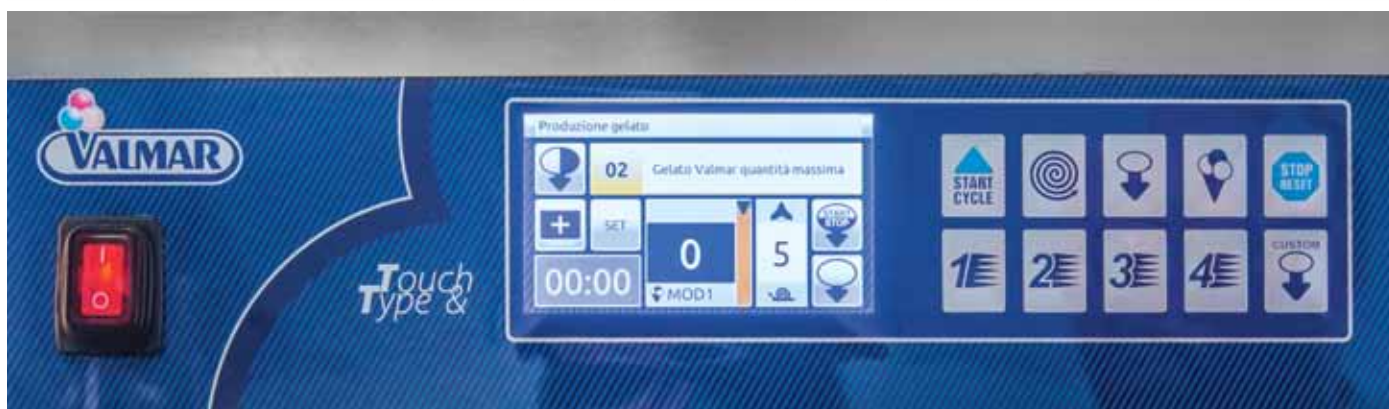 VALMAR
I
O
Touch
Type &
Produzione gelato
02 Gelato Valmar quantità massima
SET
START
STOP
0
5
00:00
MOD1
START
CYCLE
STOP
RESET
1
2
3
4
CUSTOM